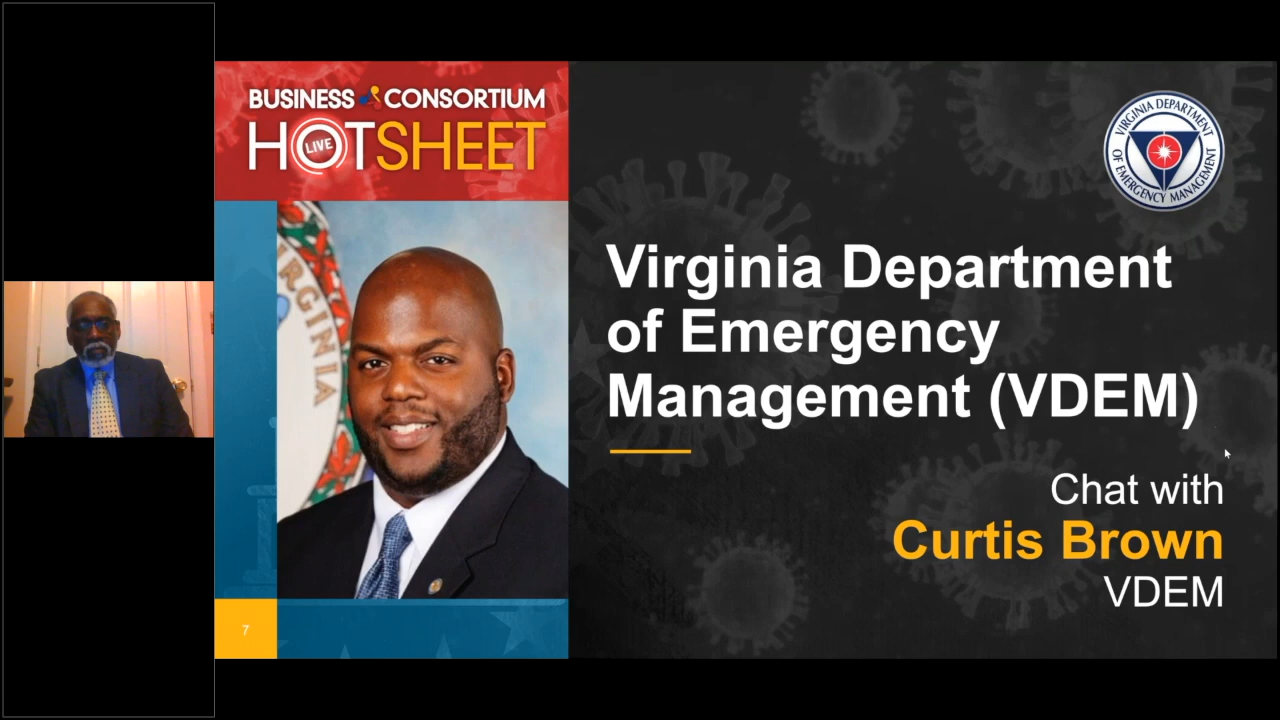 BUSINESS CONSORTIUM
HOTSHEET
LIVE
VIRGINIA DEPARTMENT
OF EMERGENCY MANAGEMENT
VIRGINIA
Virginia Department
of Emergency
Management (VDEM)
Chat with
Curtis Brown
VDEM
7